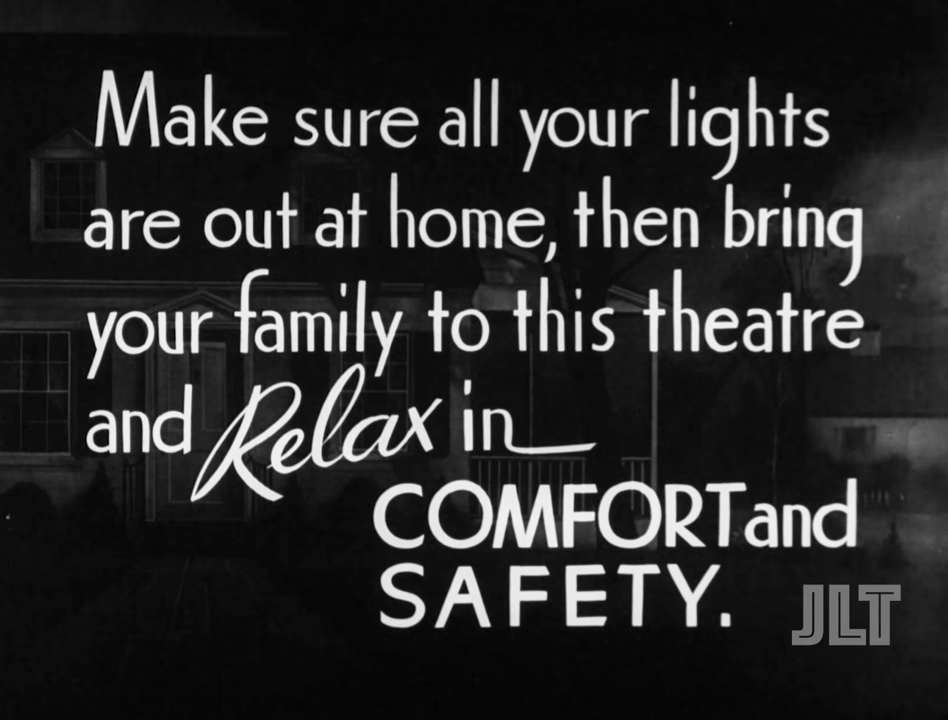 Make sure all your lights
are out at home, then bring
your family to this theatre
and Relax in
COMFORT and
SAFETY.
JLT